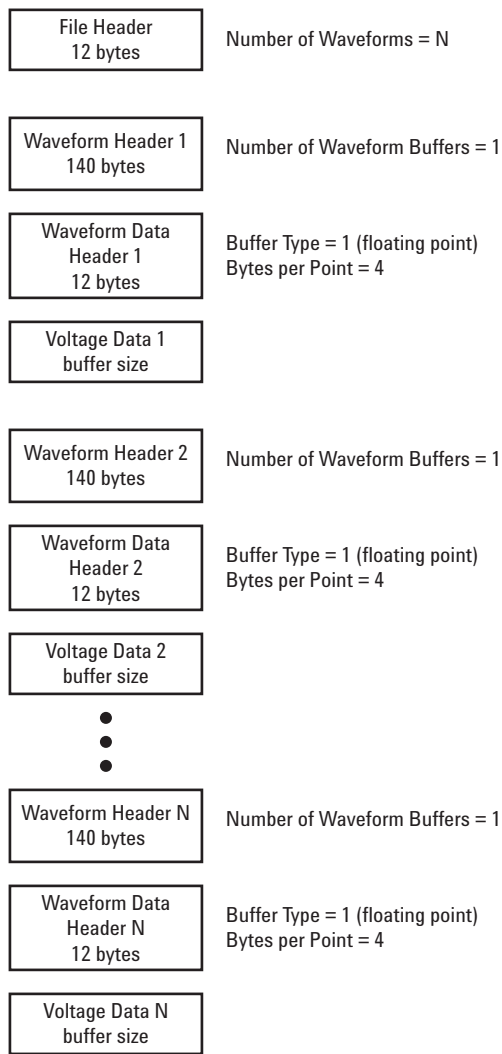 File Header
12 bytes
Number of Waveforms = N
Waveform Header 1
140 bytes
Number of Waveform Buffers = 1
Waveform Data
Header 1
12 bytes
Buffer Type = 1 (floating point)
Bytes per Point = 4
Voltage Data 1
buffer size
Waveform Header 2
140 bytes
Number of Waveform Buffers = 1
Waveform Data
Header 2
12 bytes
Buffer Type = 1 (floating point)
Bytes per Point = 4
Voltage Data 2
buffer size
Waveform Header N
140 bytes
Number of Waveform Buffers = 1
Waveform Data
Header N
12 bytes
Buffer Type = 1 (floating point)
Bytes per Point = 4
Voltage Data N
buffer size